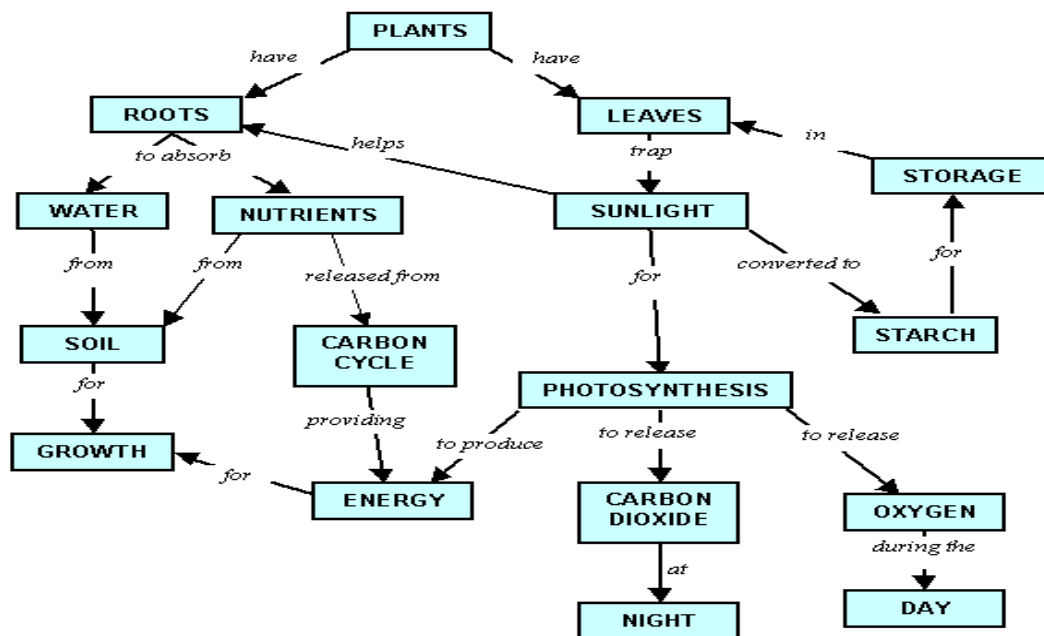 PLANTS
have
have
ROOTS
LEAVES
to absorb
helps
trap
in
STORAGE
WATER
NUTRIENTS
SUNLIGHT
from
from
released from
for
converted to
for
SOIL
CARBON
CYCLE
STARCH
for
PHOTOSYNTHESIS
providing
to produce
to release
to release
GROWTH
for
ENERGY
CARBON
DIOXIDE
OXYGEN
during the
at
NIGHT
DAY